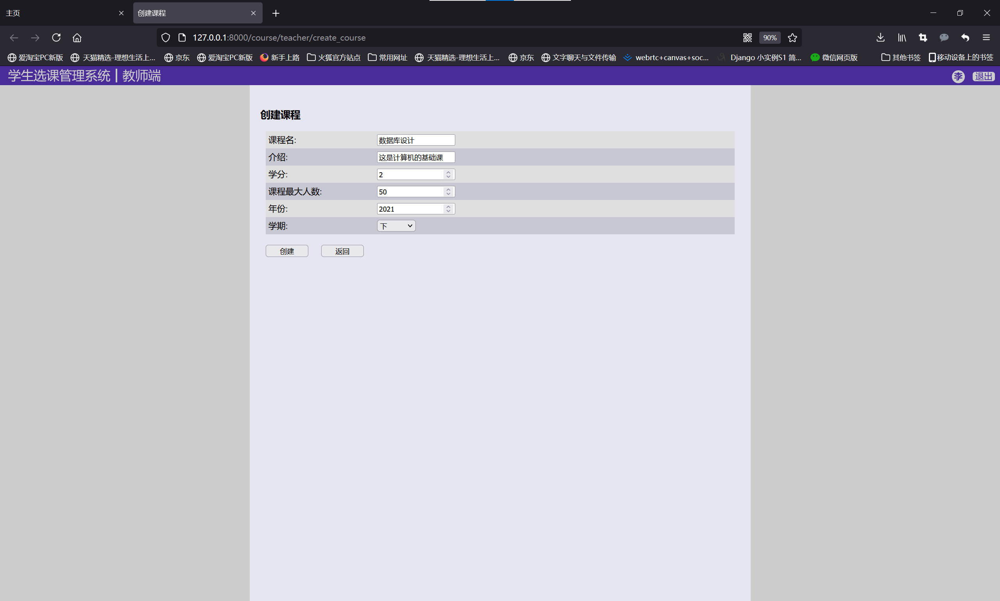 主页
创建课程
127.0.0.1:8000/course/teacher/create_course
90%
爱淘宝PC新版 天猫精选-理想生活上... 京东 爱淘宝PC新版 新手上路 火狐官方站点 常用网址 天猫精选-理想生活上... 京东 文字聊天与文件传输 webrtc+canvas+soc... Django 小实例S1 简... 微信网页版 其他书签 移动设备上的书签
学生选课管理系统 | 教师端 李 退出
创建课程
课程名: 数据库设计
介绍: 这是计算机的基础课
学分: 2
课程最大人数: 50
年份: 2021
学期: 下
创建 返回